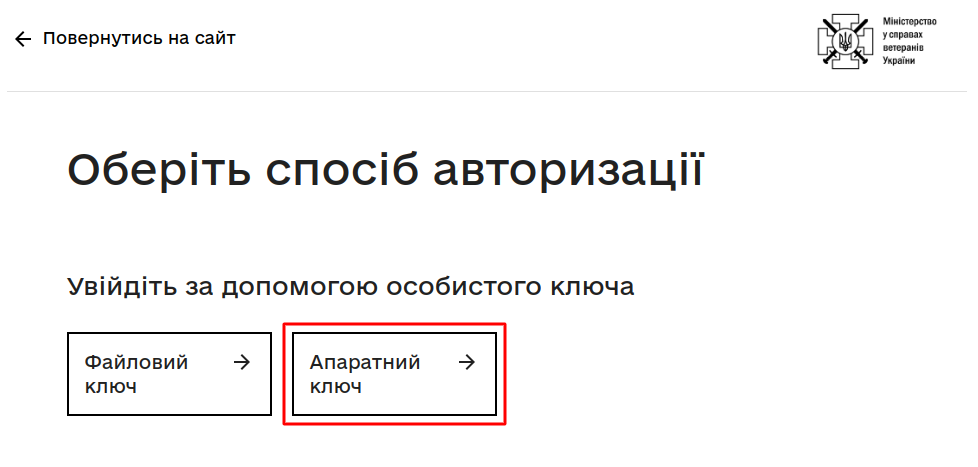 ← Повернутись на сайт
Міністерство
у справах
ветеранів
України
Оберіть спосіб авторизації
Увійдіть за допомогою особистого ключа
Файловий →
ключ
Апаратний →
ключ